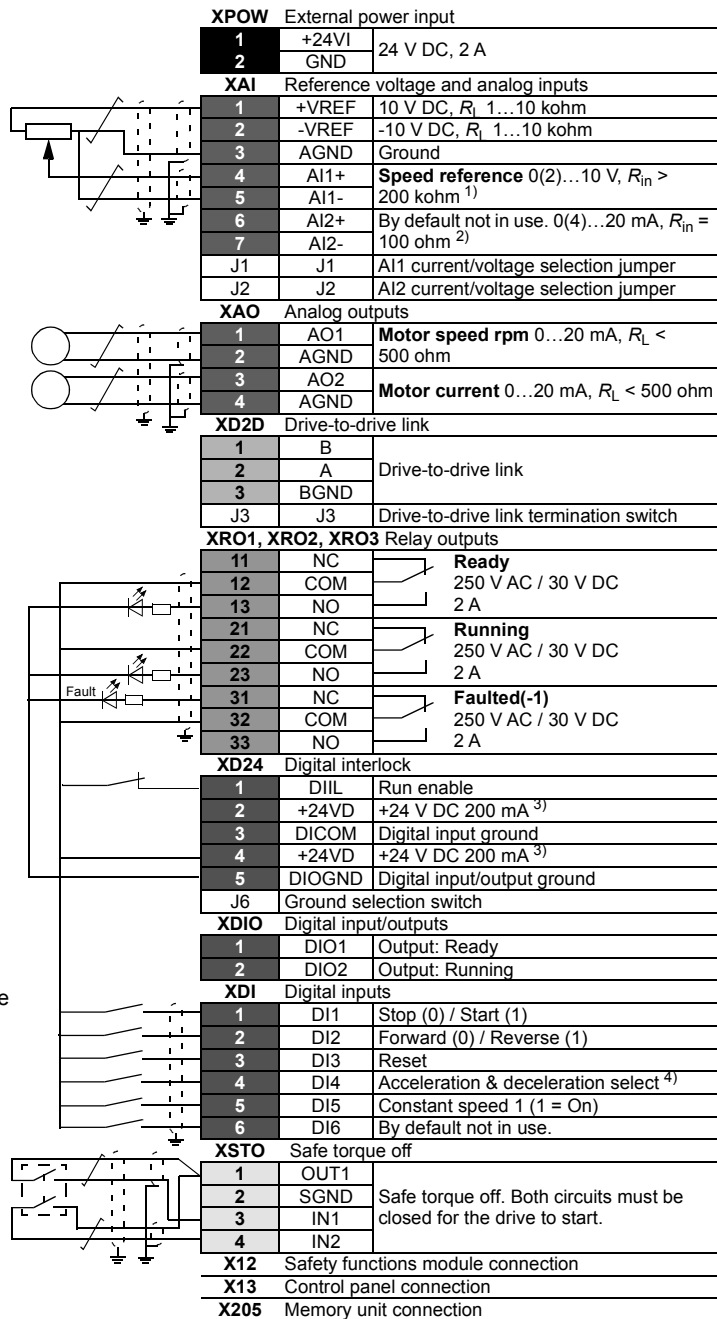 XPOW External power input
1 +24VI 24 V DC, 2 A
2 GND
XAI Reference voltage and analog inputs
1 +VREF 10 V DC, RL 1…10 kohm
2 -VREF -10 V DC, RL 1…10 kohm
3 AGND Ground
4 AI1+ Speed reference 0(2)…10 V, Rin >
5 AI1- 200 kohm 1)
6 AI2+ By default not in use. 0(4)…20 mA, Rin =
7 AI2- 100 ohm 2)
J1 J1 AI1 current/voltage selection jumper
J2 J2 AI2 current/voltage selection jumper
XAO Analog outputs
1 AO1 Motor speed rpm 0…20 mA, RL <
2 AGND 500 ohm
3 AO2 Motor current 0…20 mA, RL < 500 ohm
4 AGND
XD2D Drive-to-drive link
1 B
2 A Drive-to-drive link
3 BGND
J3 J3 Drive-to-drive link termination switch
XRO1, XRO2, XRO3 Relay outputs
11 NC Ready
12 COM 250 V AC / 30 V DC
13 NO 2 A
21 NC Running
22 COM 250 V AC / 30 V DC
23 NO 2 A
Fault
31 NC Faulted(-1)
32 COM 250 V AC / 30 V DC
33 NO 2 A
XD24 Digital interlock
1 DIIL Run enable
2 +24VD +24 V DC 200 mA 3)
3 DICOM Digital input ground
4 +24VD +24 V DC 200 mA 3)
5 DIOGND Digital input/output ground
J6 Ground selection switch
XDIO Digital input/outputs
1 DIO1 Output: Ready
2 DIO2 Output: Running
XDI Digital inputs
e
1 DI1 Stop (0) / Start (1)
2 DI2 Forward (0) / Reverse (1)
3 DI3 Reset
4 DI4 Acceleration & deceleration select 4)
5 DI5 Constant speed 1 (1 = On)
6 DI6 By default not in use.
XSTO Safe torque off
1 OUT1
2 SGND Safe torque off. Both circuits must be
3 IN1 closed for the drive to start.
4 IN2
X12 Safety functions module connection
X13 Control panel connection
X205 Memory unit connection